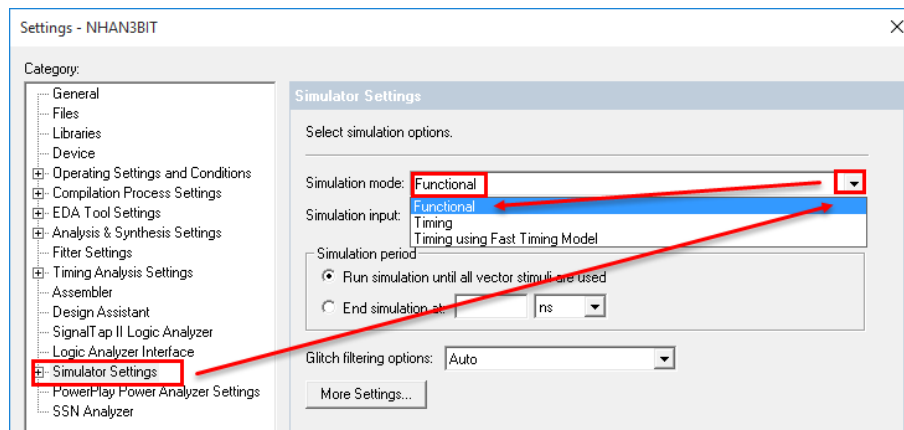 Settings - NHAN3BIT
Category:
General
Files
Libraries
Device
Operating Settings and Conditions
Compilation Process Settings
EDA Tool Settings
Analysis & Synthesis Settings
Fitter Settings
Timing Analysis Settings
Assembler
Design Assistant
SignalTap II Logic Analyzer
Logic Analyzer Interface
Simulator Settings
PowerPlay Power Analyzer Settings
SSN Analyzer
Simulator Settings
Select simulation options.
Simulation mode: Functional
Functional
Simulation input:
Timing
Timing using Fast Timing Model
Simulation period
Run simulation until all vector stimuli are used
End simulation at: ns
Glitch filtering options: Auto
More Settings...